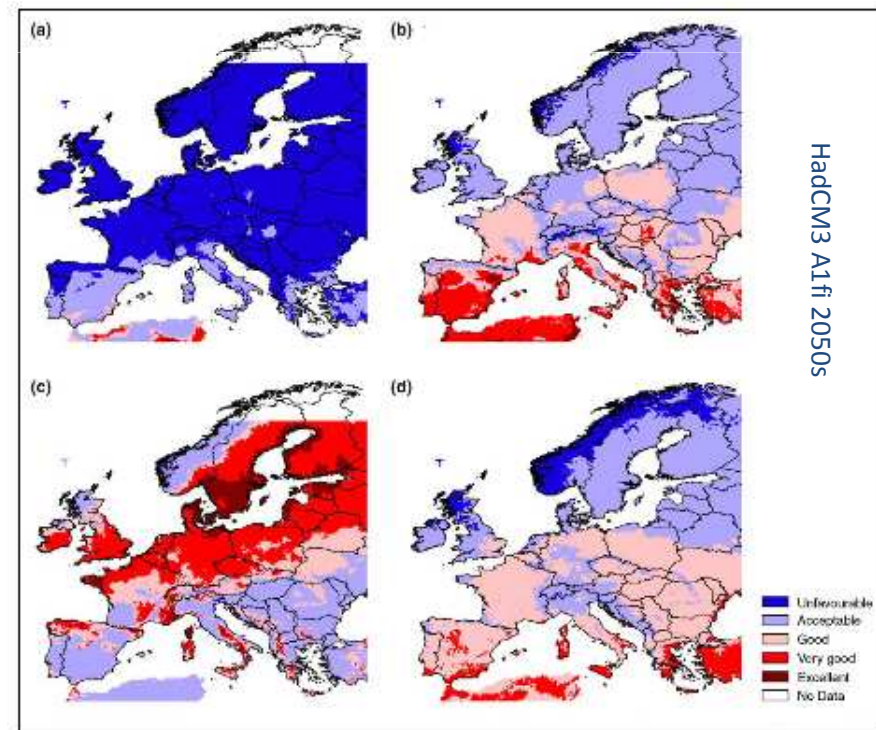 (a)
(b)
HadCM3 A1fi 2050s
(c)
(d)
Unfavourable
Acceptable
Good
Very good
Excellent
No Data